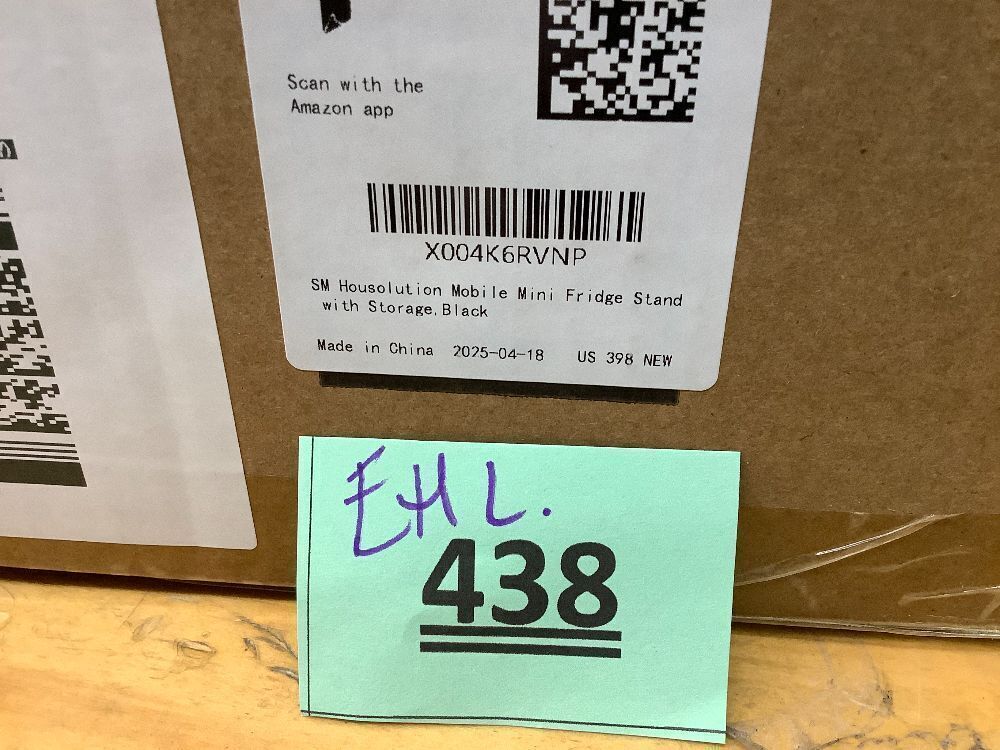 Scan with the
Amazon app
X004K6RVNP
SM Housolution Mobile Mini Fridge Stand
with Storage,Black
Made in China 2025-04-18 US 398 NEW
EHL.
438